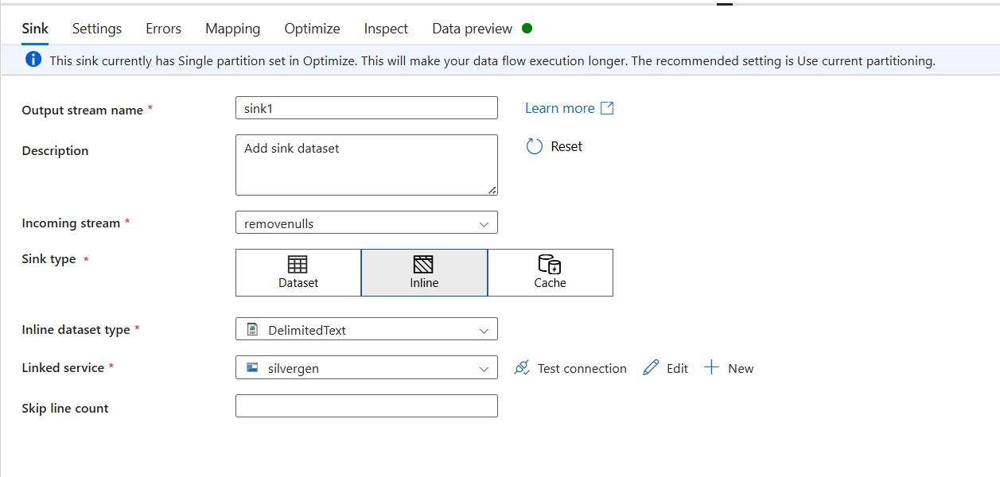 Sink Settings Errors Mapping Optimize Inspect Data preview
This sink currently has Single partition set in Optimize. This will make your data flow execution longer. The recommended setting is Use current partitioning.
Output stream name * sink1 Learn more
Description Add sink dataset Reset
Incoming stream * removenulls
Sink type * Dataset Inline Cache
Inline dataset type * DelimitedText
Linked service * silvergen Test connection Edit New
Skip line count